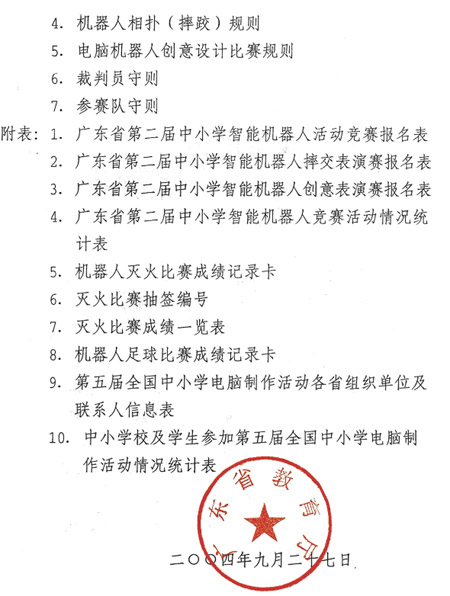 4. 机器人相扑（摔跤）规则
5. 电脑机器人创意设计比赛规则
6. 裁判员守则
7. 参赛队守则
附表：1. 广东省第二届中小学智能机器人活动竞赛报名表
2. 广东省第二届中小学智能机器人摔交表演赛报名表
3. 广东省第二届中小学智能机器人创意表演赛报名表
4. 广东省第二届中小学智能机器人竞赛活动情况统
计表
5. 机器人灭火比赛成绩记录卡
6. 灭火比赛抽签编号
7. 灭火比赛成绩一览表
8. 机器人足球比赛成绩记录卡
9. 第五届全国中小学电脑制作活动各省组织单位及
联系人信息表
10. 中小学校及学生参加第五届全国中小学电脑制
作活动情况统计表
广东省教育厅
二〇〇四年九月二十七日